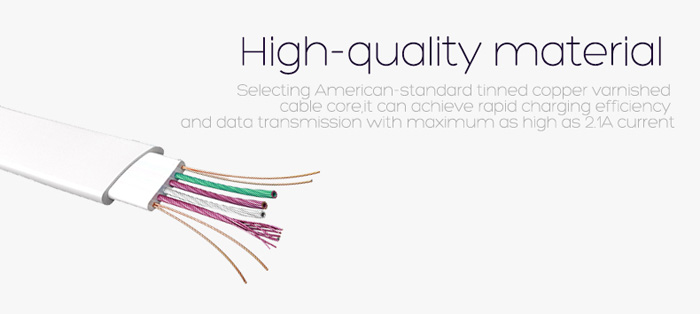 High-quality material
Selecting American-standard tinned copper varnished
cable core,it can achieve rapid charging efficiency
and data transmission with maximum as high as 2.1A current